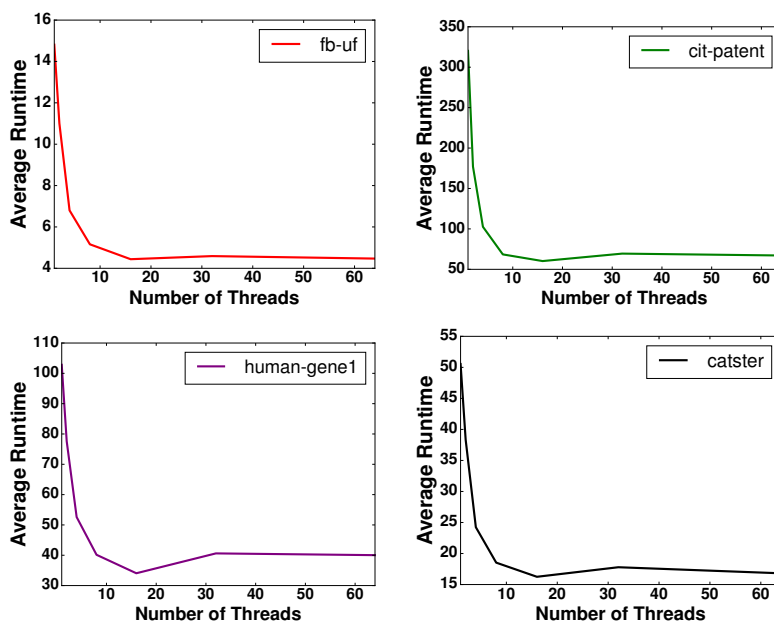 16
14
12
10
8
6
4
Average Runtime
fb-uf
10 20 30 40 50 60
Number of Threads
350
300
250
200
150
100
50
Average Runtime
cit-patent
10 20 30 40 50 60
Number of Threads
110
100
90
80
70
60
50
40
30
Average Runtime
human-gene1
10 20 30 40 50 60
Number of Threads
55
50
45
40
35
30
25
20
15
Average Runtime
catster
10 20 30 40 50 60
Number of Threads